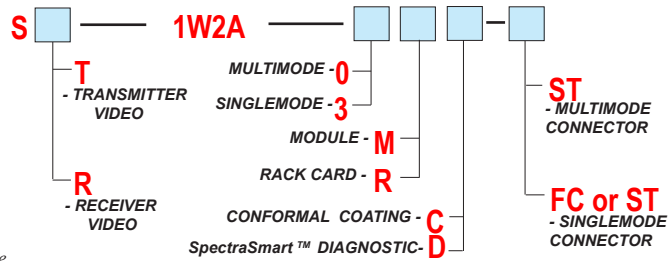 S 1W2A
T
- TRANSMITTER
VIDEO
R
- RECEIVER
VIDEO
MULTIMODE - 0
SINGLEMODE - 3
MODULE - M
RACK CARD - R
CONFORMAL COATING - C
SpectraSmart ™ DIAGNOSTIC- D
ST
- MULTIMODE
CONNECTOR
FC or ST
- SINGLEMODE
CONNECTOR